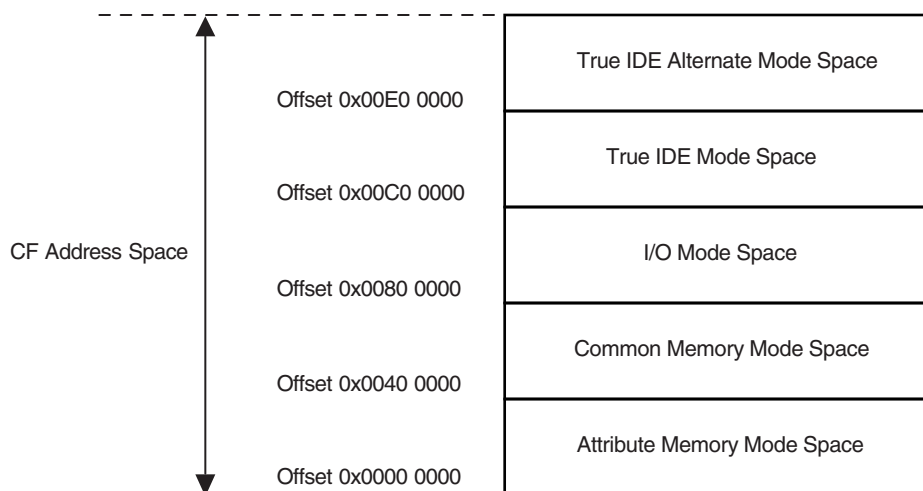 True IDE Alternate Mode Space
Offset 0x00E0 0000
True IDE Mode Space
Offset 0x00C0 0000
CF Address Space
I/O Mode Space
Offset 0x0080 0000
Common Memory Mode Space
Offset 0x0040 0000
Attribute Memory Mode Space
Offset 0x0000 0000